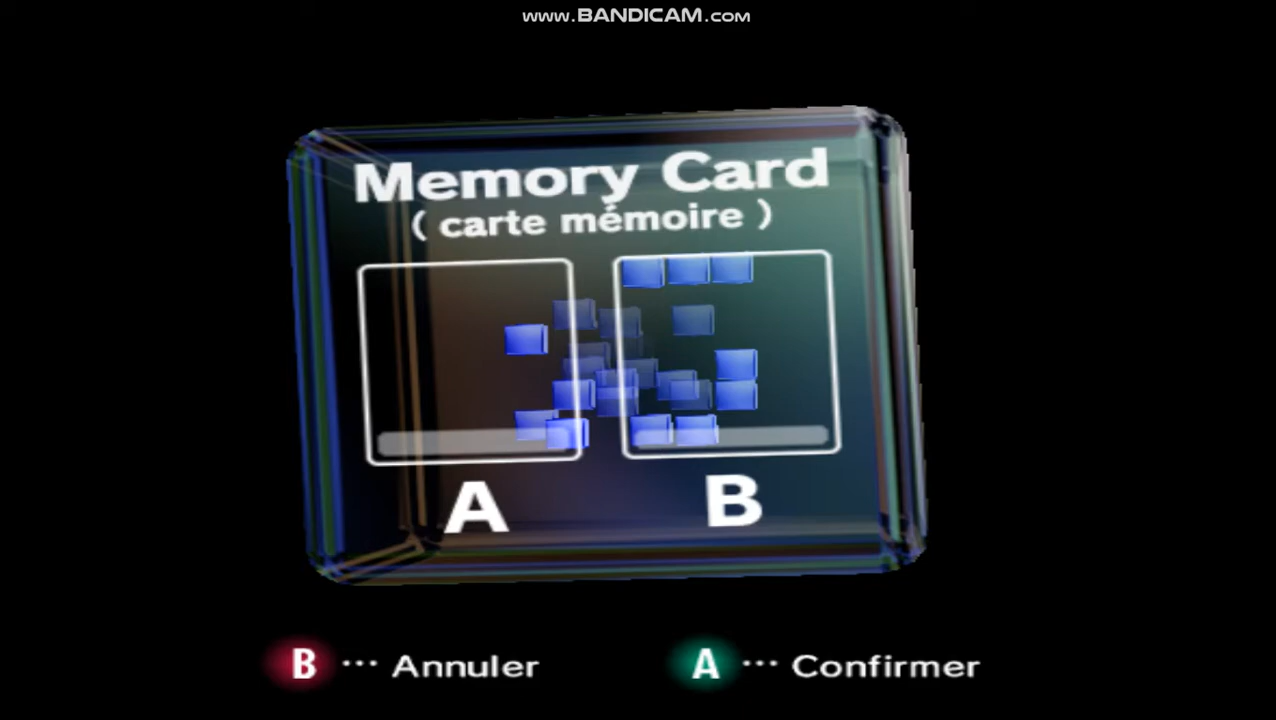 www.BANDICAM.com
Memory Card
( carte mémoire )
A B
B ... Annuler A ... Confirmer